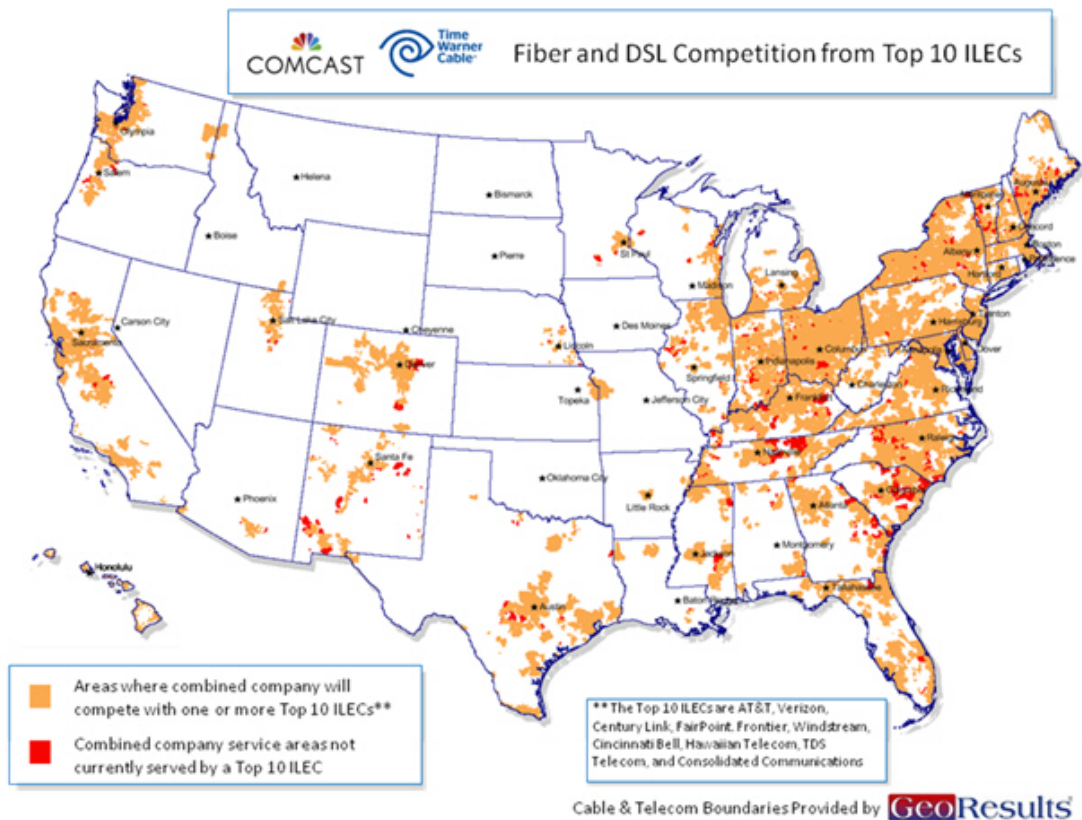 COMCAST
Time
Warner
Cable
Fiber and DSL Competition from Top 10 ILECs
Olympia
Salem
Helena
Bismarck
Boise
Pierre
St Paul
Augusta
Montpelier
Concord
Boston
Albany
Providence
Hartford
Lansing
Madison
Carson City
Sacramento
Salt Lake City
Cheyenne
Des Moines
Lincoln
Trenton
Harrisburg
Columbus
Dover
Annapolis
Indianapolis
Springfield
Denver
Topeka
Jefferson City
Charleston
Richmond
Frankfort
Raleigh
Nashville
Santa Fe
Oklahoma City
Little Rock
Columbia
Atlanta
Phoenix
Montgomery
Jackson
Honolulu
Tallahassee
Baton Rouge
Austin
Areas where combined company will
compete with one or more Top 10 ILECs**
Combined company service areas not
currently served by a Top 10 ILEC
** The Top 10 ILECs are AT&T, Verizon,
Century Link, FairPoint. Frontier, Windstream,
Cincinnati Bell, Hawaiian Telecom, TDS
Telecom, and Consolidated Communications
Cable & Telecom Boundaries Provided by GeoResults